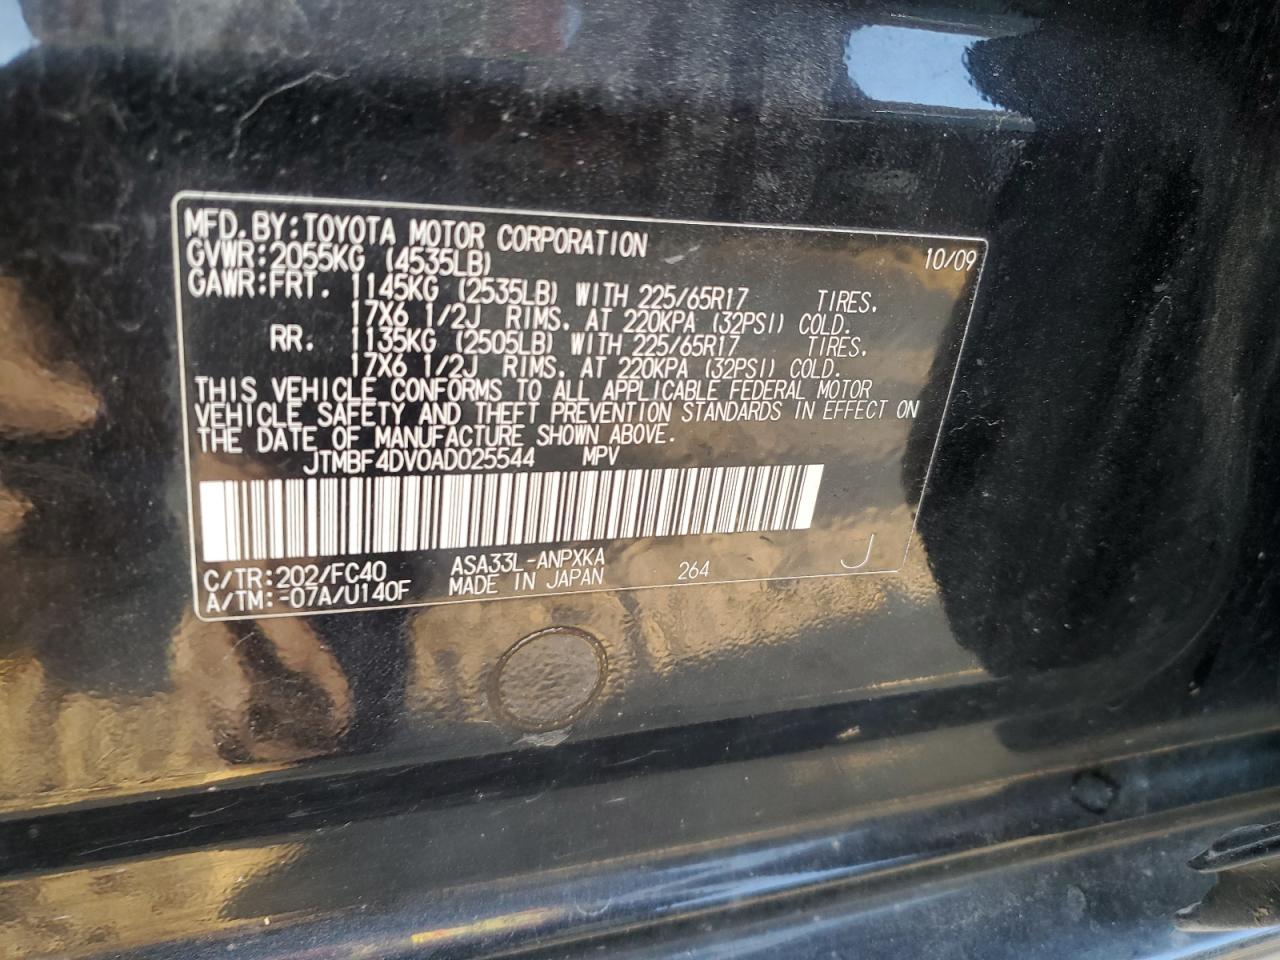 MFD.BY:TOYOTA MOTOR CORPORATION 10/09
GVWR:2055KG (4535LB)
GAWR:FRT. 1145KG (2535LB) WITH 225/65R17 TIRES.
17X6 1/2J RIMS. AT 220KPA (32PSI) COLD.
RR. 1135KG (2505LB) WITH 225/65R17 TIRES,
17X6 1/2J RIMS. AT 220KPA (32PSI) COLD.
THIS VEHICLE CONFORMS TO ALL APPLICABLE FEDERAL MOTOR
VEHICLE SAFETY AND THEFT PREVENTION STANDARDS IN EFFECT ON
THE DATE OF MANUFACTURE SHOWN ABOVE.
JTMBF4DV0AD025544 MPV
C/TR:202/FC40 ASA33L-ANPXKA
A/TM:-07A/U140F MADE IN JAPAN 264 J